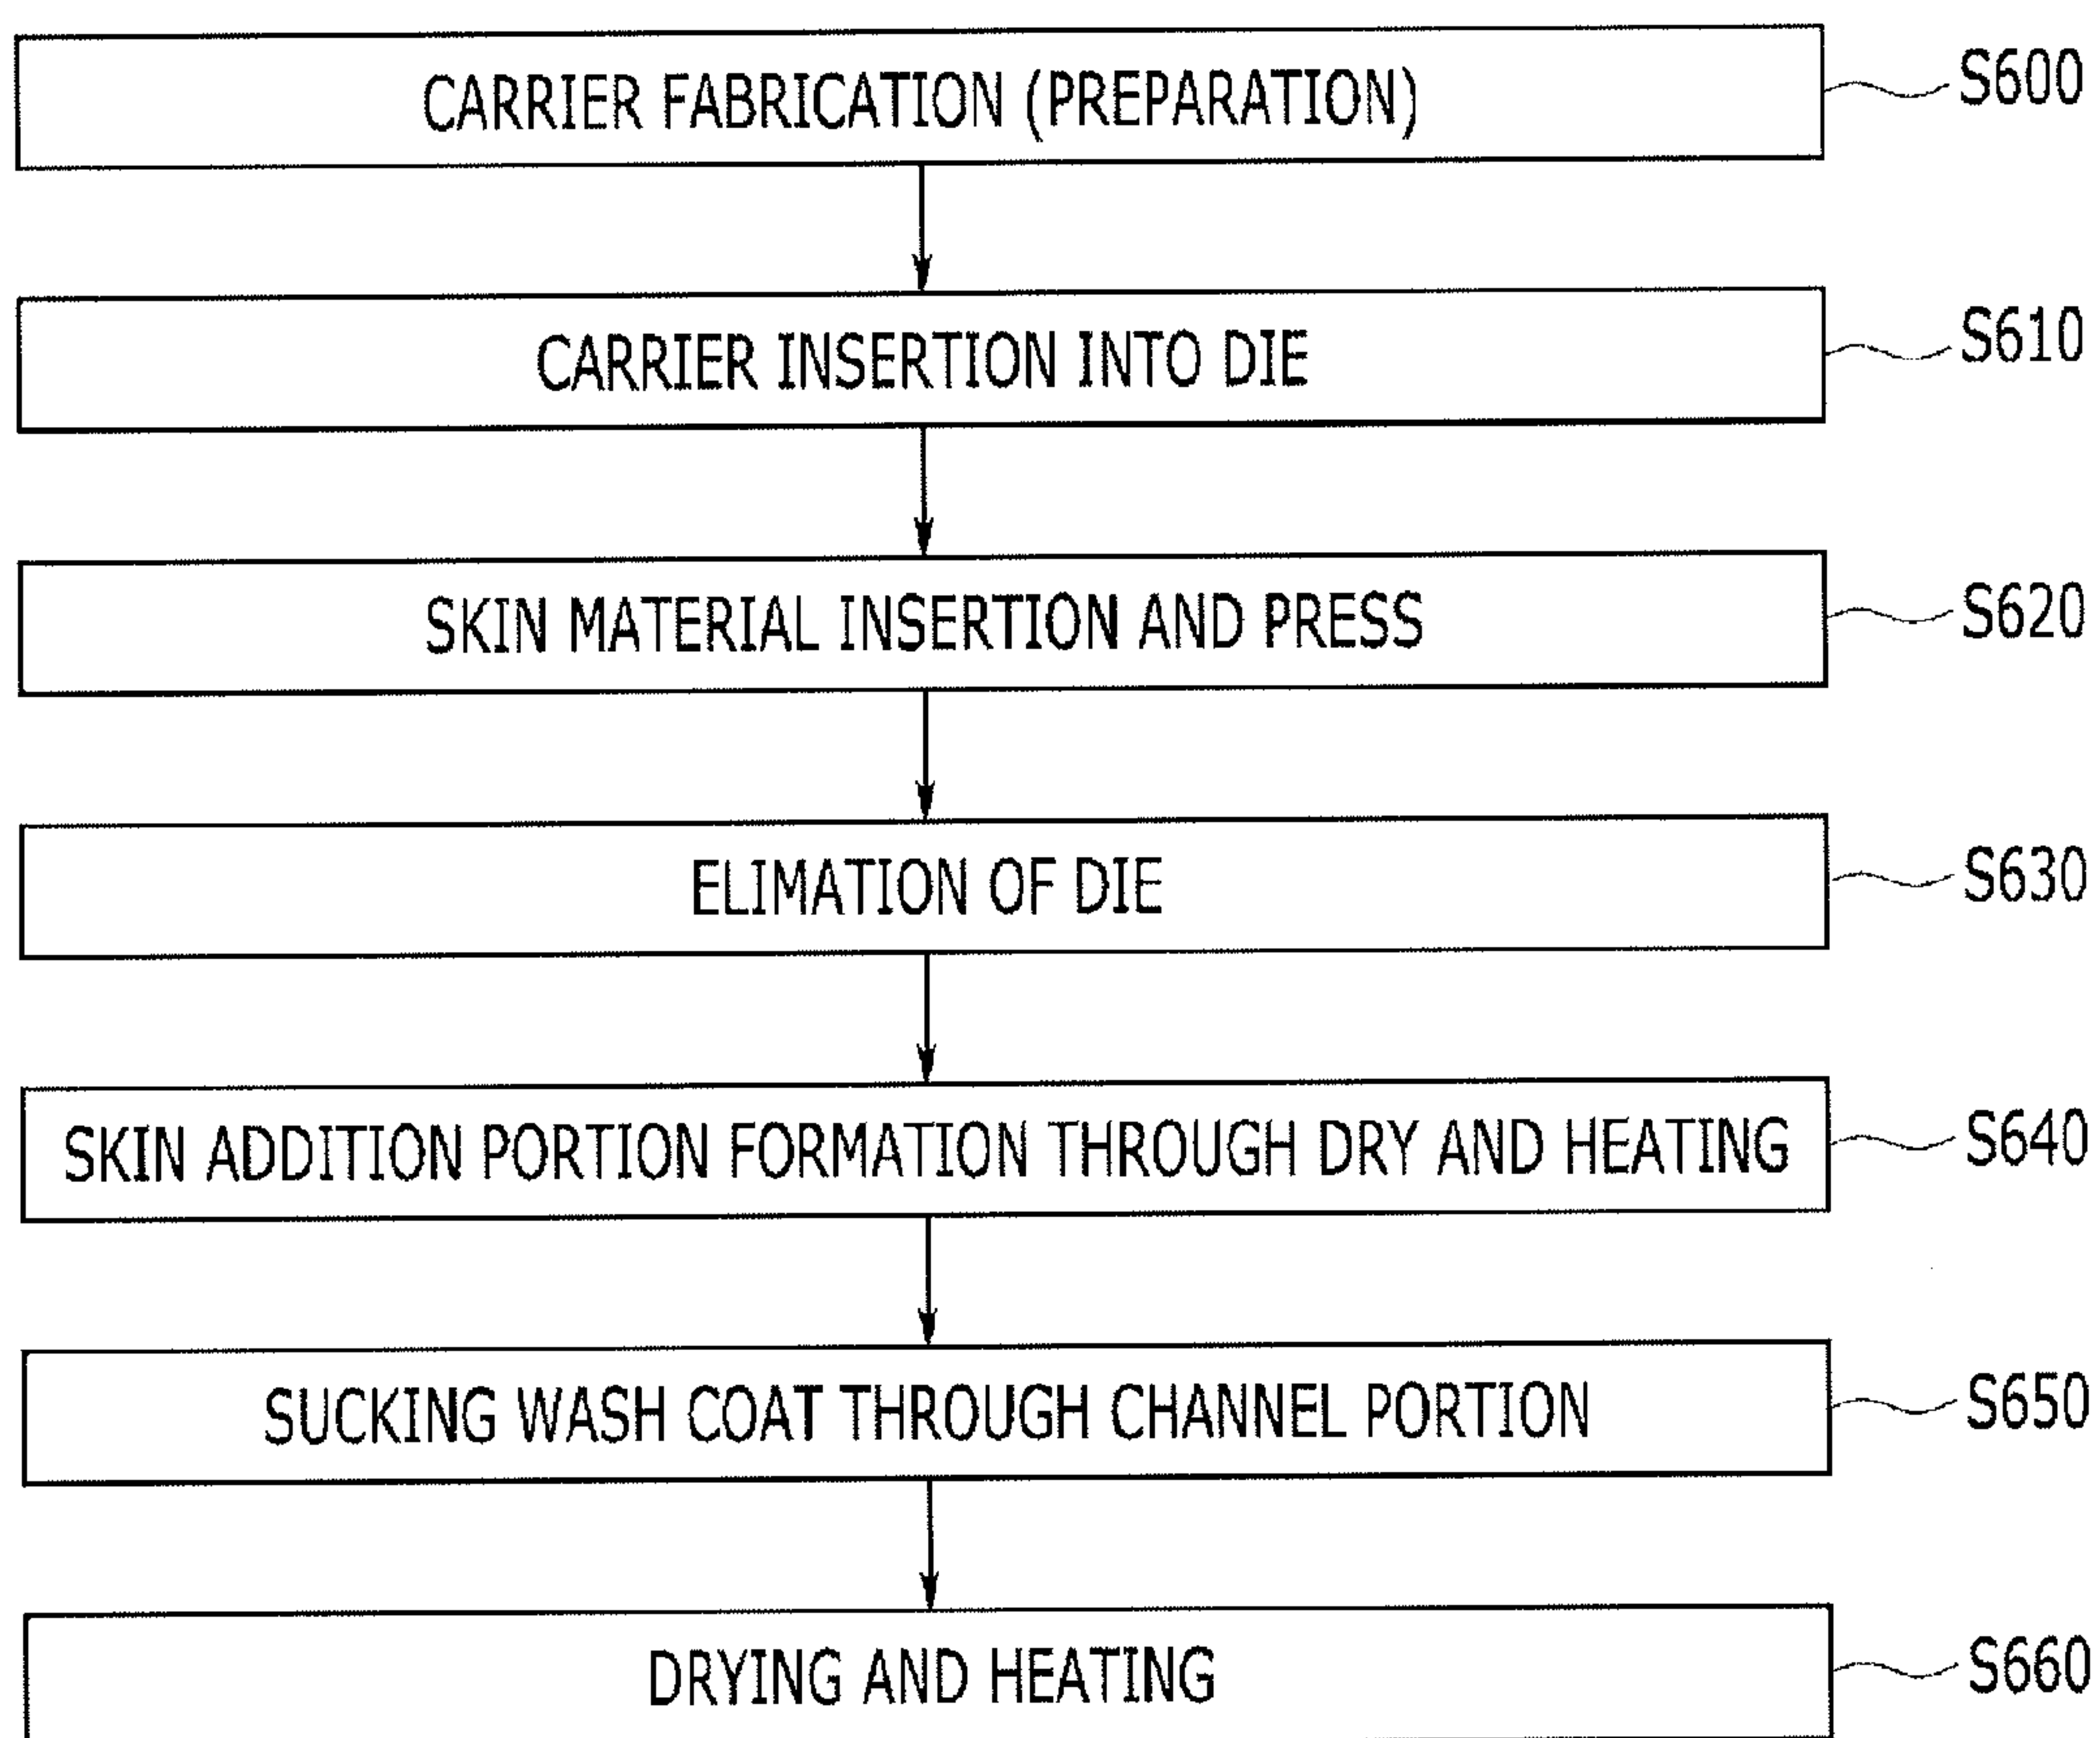 CARRIER FABRICATION (PREPARATION) S600
CARRIER INSERTION INTO DIE S610
SKIN MATERIAL INSERTION AND PRESS S620
ELIMATION OF DIE S630
SKIN ADDITION PORTION FORMATION THROUGH DRY AND HEATING S640
SUCKING WASH COAT THROUGH CHANNEL PORTION S650
DRYING AND HEATING S660